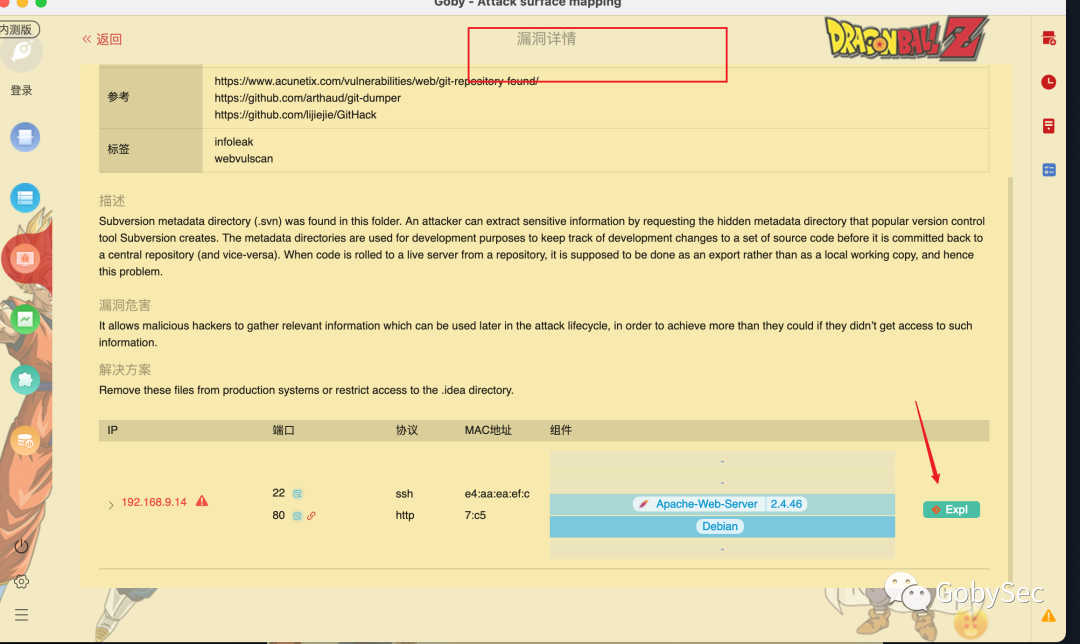 Goby - Attack surface mapping
内测版
« 返回
漏洞详情
DRAGONBALL Z
登录
参考
https://www.acunetix.com/vulnerabilities/web/git-repository-found/
https://github.com/arthaud/git-dumper
https://github.com/lijiejie/GitHack
标签
infoleak
webvulscan
描述
Subversion metadata directory (.svn) was found in this folder. An attacker can extract sensitive information by requesting the hidden metadata directory that popular version control
tool Subversion creates. The metadata directories are used for development purposes to keep track of development changes to a set of source code before it is committed back to
a central repository (and vice-versa). When code is rolled to a live server from a repository, it is supposed to be done as an export rather than as a local working copy, and hence
this problem.
漏洞危害
It allows malicious hackers to gather relevant information which can be used later in the attack lifecycle, in order to achieve more than they could if they didn't get access to such
information.
解决方案
Remove these files from production systems or restrict access to the .idea directory.
IP 端口 协议 MAC地址 组件
-
-
192.168.9.14 22 ssh e4:aa:ea:ef:c
Apache-Web-Server 2.4.46
Expl
80 http 7:c5
Debian
-
GobySec